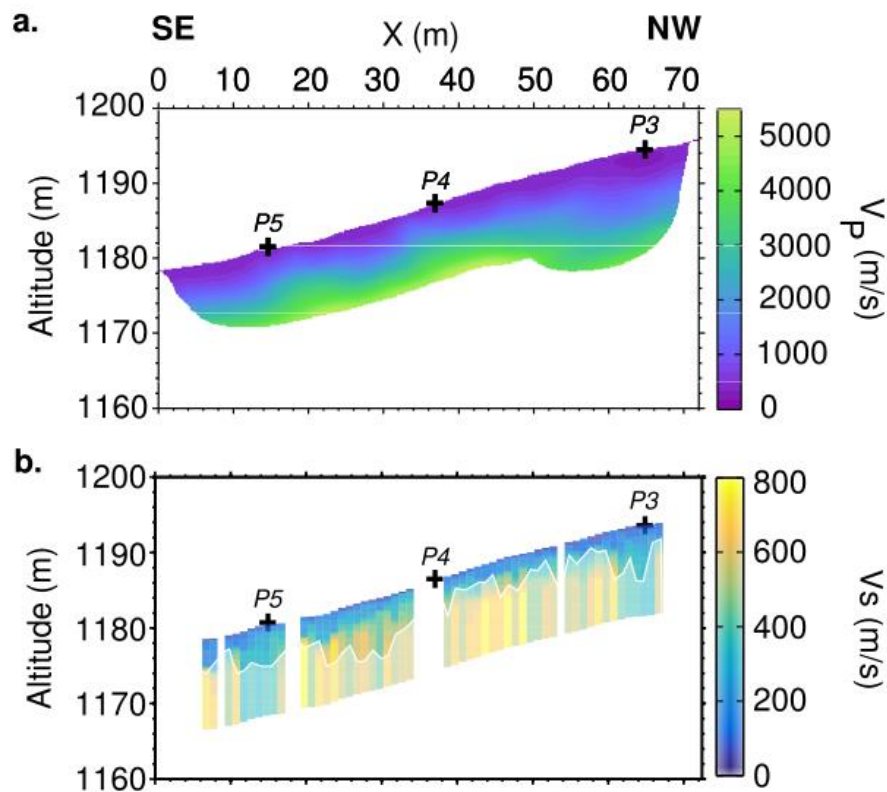 a.
SE X (m) NW
0 10 20 30 40 50 60 70
1200
1190
1180
1170
1160
Altitude (m)
P5
P4
P3
5000
4000
3000
2000
1000
0
VP (m/s)
b.
1200
1190
1180
1170
1160
Altitude (m)
P5
P4
P3
800
600
400
200
0
Vs (m/s)